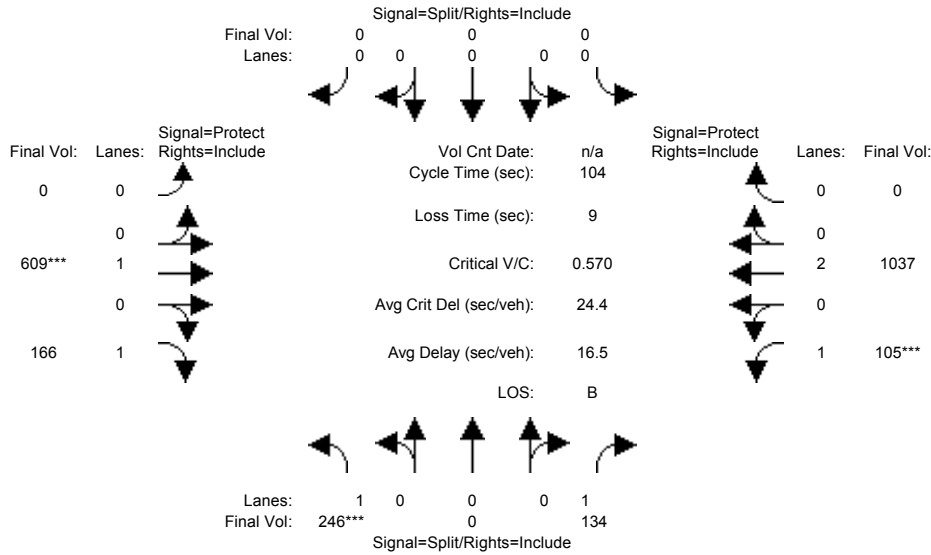 Signal=Split/Rights=Include
Final Vol: 0 0 0
Lanes: 0 0 0 0 0
Signal=Protect Signal=Protect
Final Vol: Lanes: Rights=Include Vol Cnt Date: n/a Rights=Include Lanes: Final Vol:
Cycle Time (sec): 104
0 0 0 0
Loss Time (sec): 9
0 0
609*** 1 Critical V/C: 0.570 2 1037
0 Avg Crit Del (sec/veh): 24.4 0
166 1 Avg Delay (sec/veh): 16.5 1 105***
LOS: B
Lanes: 1 0 0 0 1
Final Vol: 246*** 0 134
Signal=Split/Rights=Include